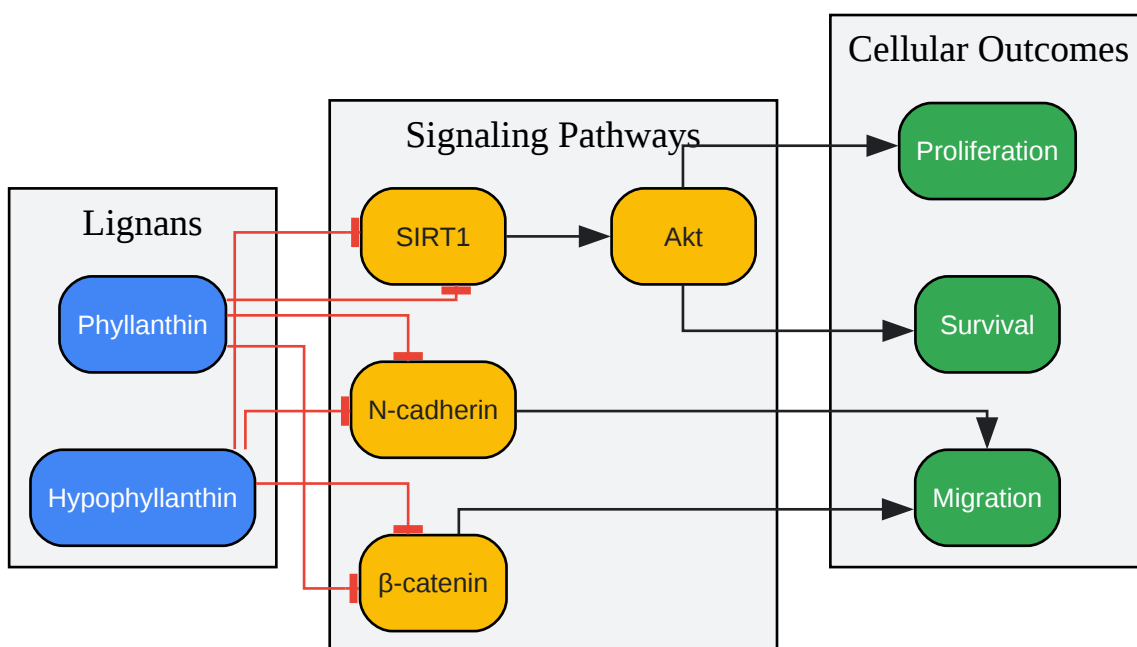 Lignans
Phyllanthin
Hypophyllanthin
Signaling Pathways
SIRT1
Akt
N-cadherin
β-catenin
Cellular Outcomes
Proliferation
Survival
Migration